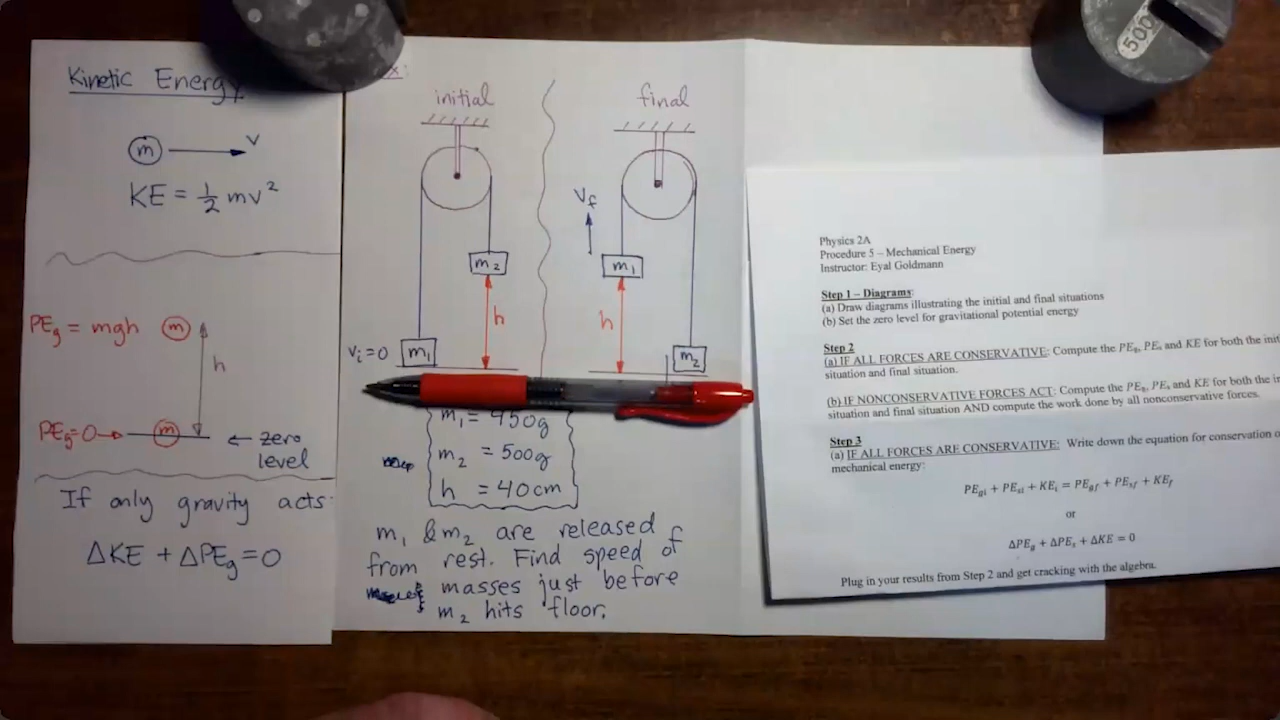 Kinetic Energy
m
v
KE = ½ mv²
PEg = mgh
m
h
PEg=0
m
← zero
level
If only gravity acts:
ΔKE + ΔPEg = 0
x:
initial
m₂
h
vᵢ=0
m₁
final
Vf
m₁
h
m₂
m₁ = 950g
m₂ = 500g
h = 40cm
m₁ & m₂ are released
from rest. Find speed of
masses just before
m₂ hits floor.
500
Physics 2A
Procedure 5 – Mechanical Energy
Instructor: Eyal Goldmann
Step 1 – Diagrams:
(a) Draw diagrams illustrating the initial and final situations
(b) Set the zero level for gravitational potential energy
Step 2
(a) IF ALL FORCES ARE CONSERVATIVE: Compute the PEg, PEs, and KE for both the
situation and final situation.
(b) IF NONCONSERVATIVE FORCES ACT: Compute the PEg, PEs and KE for both the
situation and final situation AND compute the work done by all nonconservative forces.
Step 3
(a) IF ALL FORCES ARE CONSERVATIVE: Write down the equation for conservation
mechanical energy:
PEgi + PEsi + KEi = PEgf + PEsf + KEf
or
ΔPEg + ΔPEs + ΔKE = 0
Plug in your results from Step 2 and get cracking with the algebra.